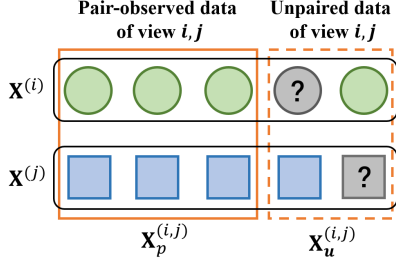 Pair-observed data of view i, j
Unpaired data of view i, j
X^(i)
?
X^(j)
?
X_p^(i,j)
X_u^(i,j)